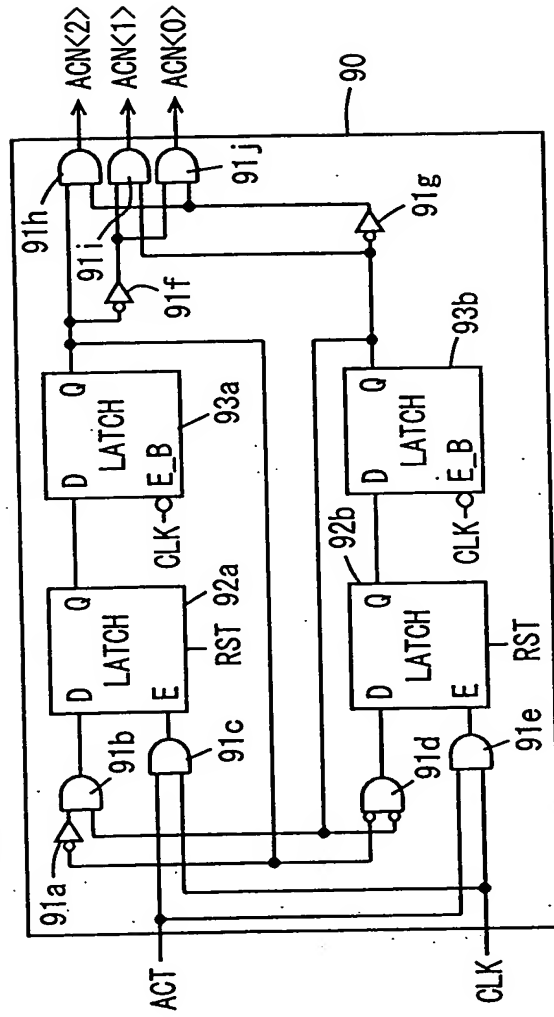 ACN<2>
ACN<1>
ACN<0>
90
91h
91i
91j
91f
91g
Q
D
LATCH
E_B
CLK
93a
Q
D
LATCH
E
92a
RST
91b
91a
91c
Q
D
LATCH
E_B
CLK
93b
92b
Q
D
LATCH
E
RST
91d
91e
ACT
CLK